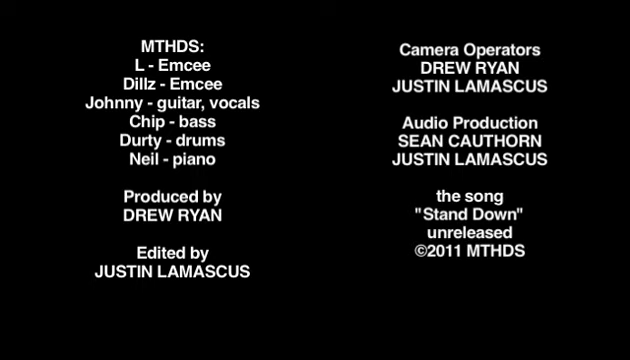 MTHDS:
L - Emcee
Dillz - Emcee
Johnny - guitar, vocals
Chip - bass
Durty - drums
Neil - piano
Produced by
DREW RYAN
Edited by
JUSTIN LAMASCUS
Camera Operators
DREW RYAN
JUSTIN LAMASCUS
Audio Production
SEAN CAUTHORN
JUSTIN LAMASCUS
the song
"Stand Down"
unreleased
©2011 MTHDS